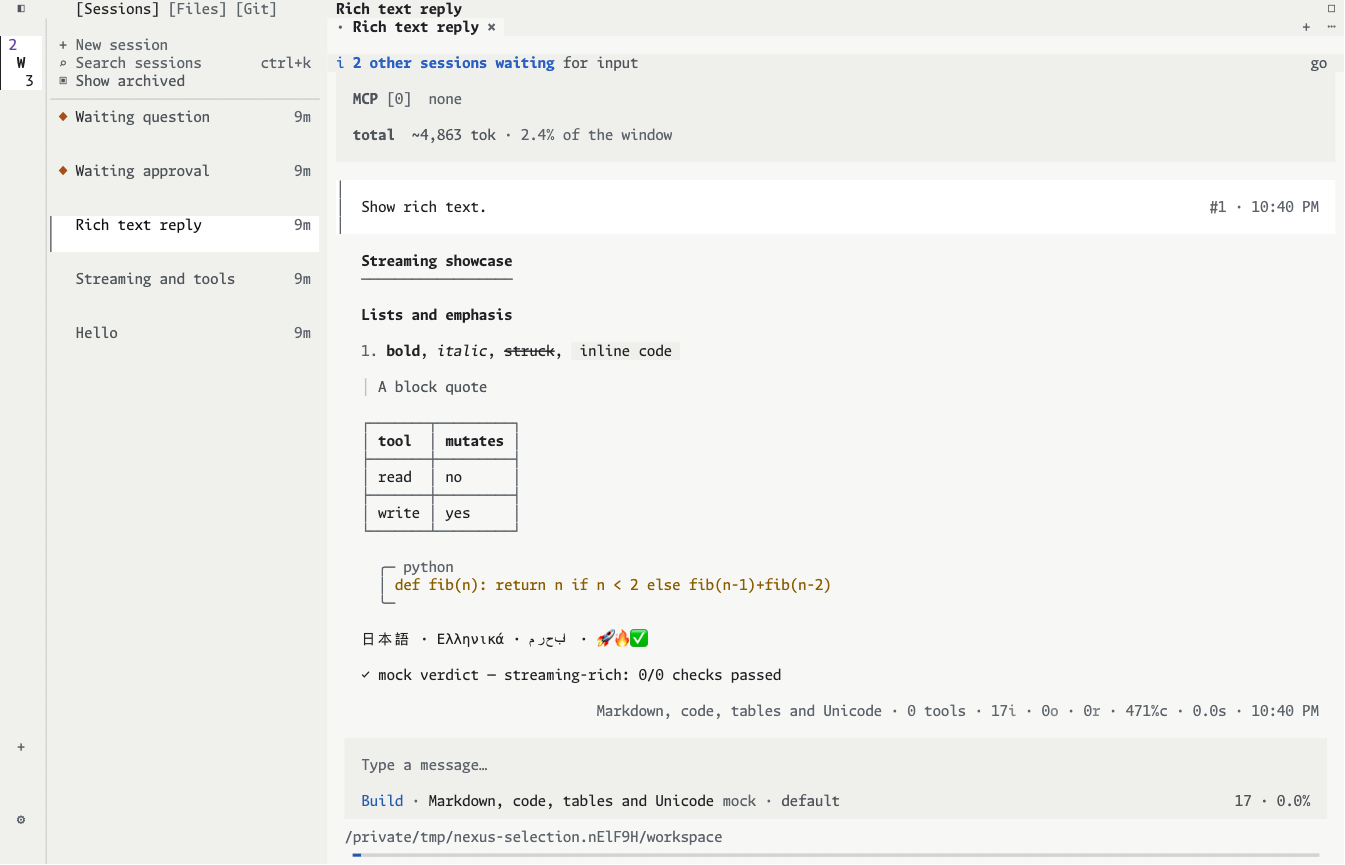 [Sessions] [Files] [Git]
2
W
3
+ New session
Search sessions ctrl+k
Show archived
Waiting question 9m
Waiting approval 9m
Rich text reply 9m
Streaming and tools 9m
Hello 9m
+
Rich text reply
· Rich text reply × + ⋯
i 2 other sessions waiting for input go
MCP [0] none
total ~4,863 tok · 2.4% of the window
Show rich text. #1 · 10:40 PM
Streaming showcase
Lists and emphasis
1. bold, italic, struck, inline code
A block quote
tool mutates
read no
write yes
python
def fib(n): return n if n < 2 else fib(n-1)+fib(n-2)
日本語 · Ελληνικά · · 🚀🔥✅
✓ mock verdict — streaming-rich: 0/0 checks passed
Markdown, code, tables and Unicode · 0 tools · 17i · 0o · 0r · 471%c · 0.0s · 10:40 PM
Type a message…
Build · Markdown, code, tables and Unicode mock · default 17 · 0.0%
/private/tmp/nexus-selection.nElF9H/workspace